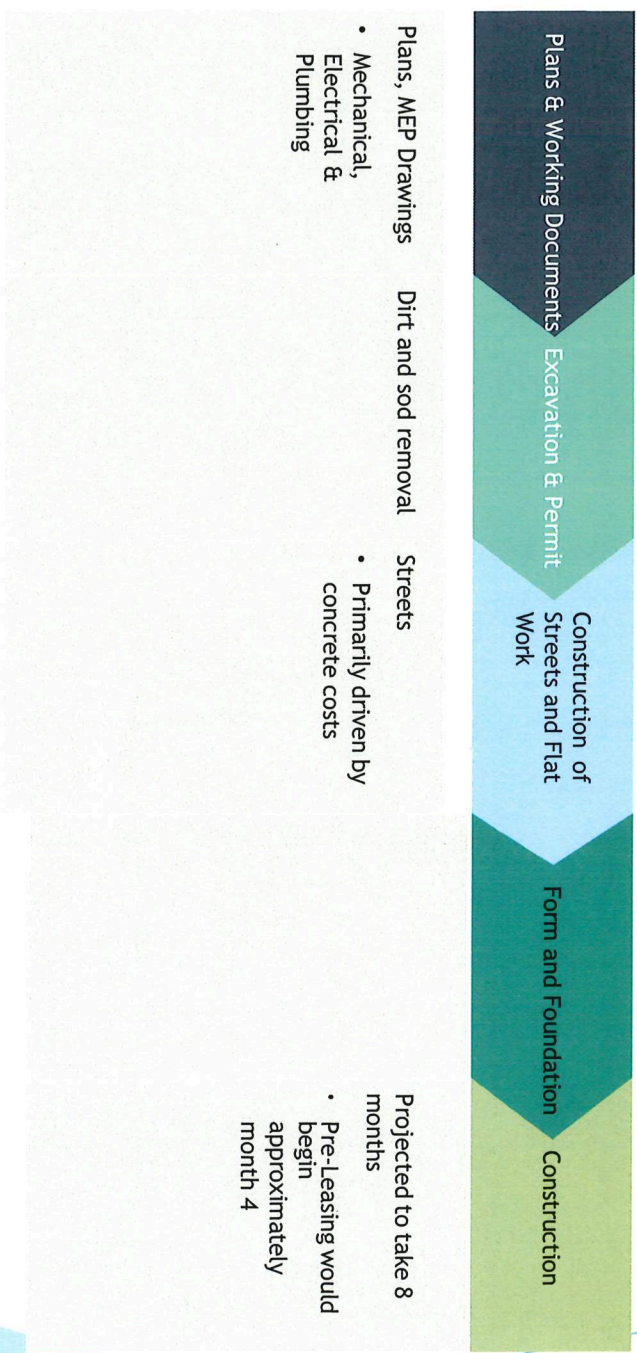 Plans & Working Documents
Excavation & Permit
Construction of
Streets and Flat
Work
Form and Foundation
Construction
Plans, MEP Drawings
• Mechanical,
Electrical &
Plumbing
Dirt and sod removal
Streets
• Primarily driven by
concrete costs
Projected to take 8
months
• Pre-Leasing would
begin
approximately
month 4